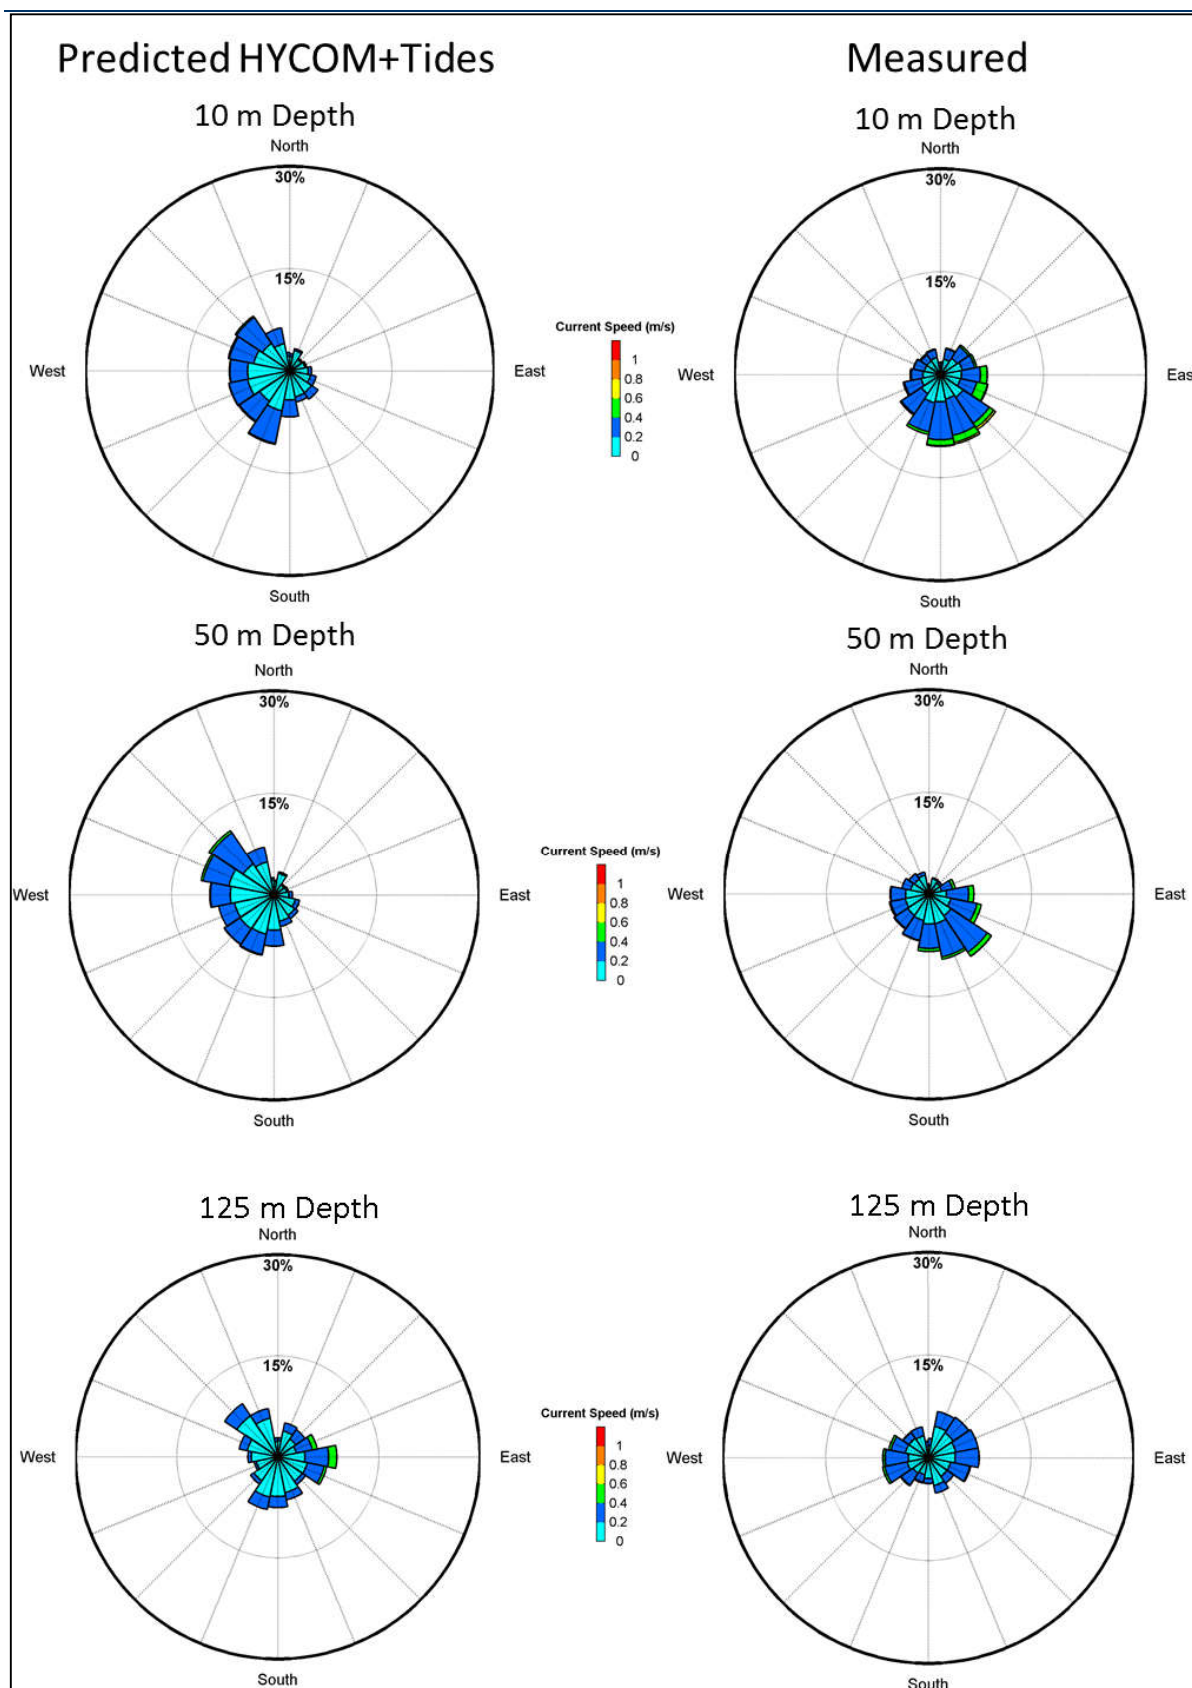 Predicted HYCOM+Tides
Measured
10 m Depth
10 m Depth
North
North
30%
30%
15%
15%
Current Speed (m/s)
1
0.8
0.6
0.4
0.2
0
West
East
West
Eas
South
South
50 m Depth
50 m Depth
North
North
30%
30%
15%
15%
Current Speed (m/s)
1
0.8
0.6
0.4
0.2
0
West
East
West
East
South
South
125 m Depth
125 m Depth
North
North
30%
30%
15%
15%
Current Speed (m/s)
1
0.8
0.6
0.4
0.2
0
West
East
West
East
South
South